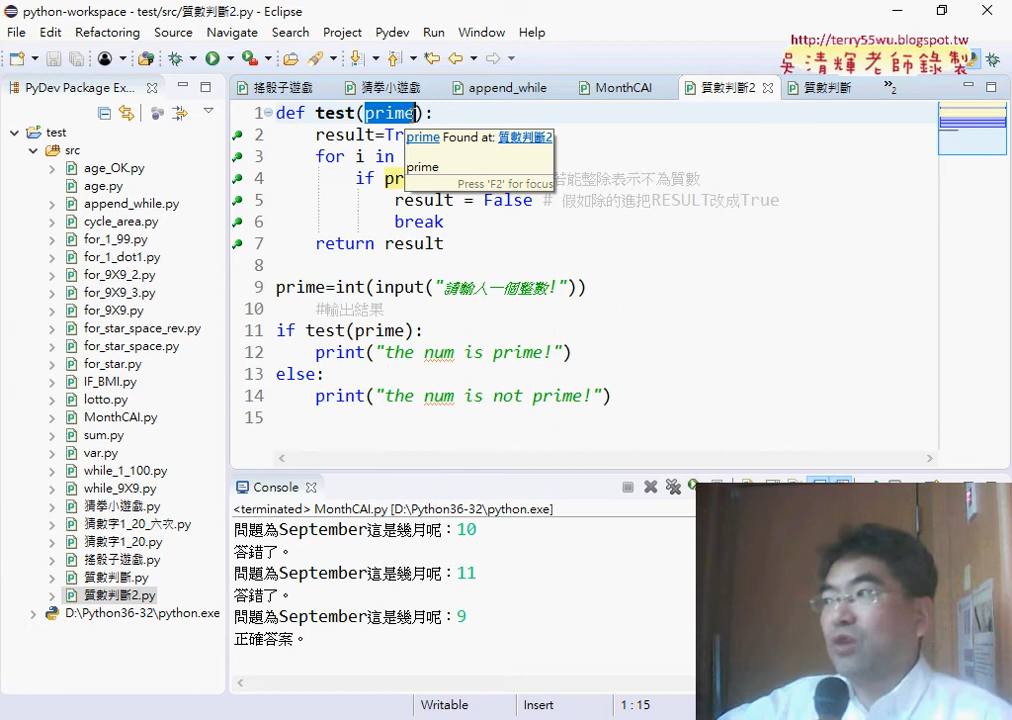 python-workspace - test/src/質數判斷2.py - Eclipse
File Edit Refactoring Source Navigate Search Project Pydev Run Window Help
http://terry55wu.blogspot.tw
吳清輝老師錄製
PyDev Package Ex...
搖骰子遊戲 猜拳小遊戲 append_while MonthCAI 質數判斷2 質數判斷 »2
test
src
age_OK.py
age.py
append_while.py
cycle_area.py
for_1_99.py
for_1_dot1.py
for_9X9_2.py
for_9X9_3.py
for_9X9.py
for_star_space_rev.py
for_star_space.py
for_star.py
IF_BMI.py
lotto.py
MonthCAI.py
sum.py
var.py
while_1_100.py
while_9X9.py
猜拳小遊戲.py
猜數字1_20_六次.py
猜數字1_20.py
搖骰子遊戲.py
質數判斷.py
質數判斷2.py
D:\Python36-32\python.exe
1 def test(prime):
2 result=Tr
3 for i in
4 if pr 若能整除表示不為質數
5 result = False # 假如除的進把RESULT改成True
6 break
7 return result
8
9 prime=int(input("請輸入一個整數!"))
10 #輸出結果
11 if test(prime):
12 print("the num is prime!")
13 else:
14 print("the num is not prime!")
15
prime Found at: 質數判斷2
prime
Press 'F2' for focus
Console
<terminated> MonthCAI.py [D:\Python36-32\python.exe]
問題為September這是幾月呢：10
答錯了。
問題為September這是幾月呢：11
答錯了。
問題為September這是幾月呢：9
正確答案。
Writable Insert 1 : 15